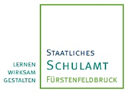 STAATLICHES
SCHULAMT
FÜRSTENFELDBRUCK
LERNEN
WIRKSAM
GESTALTEN